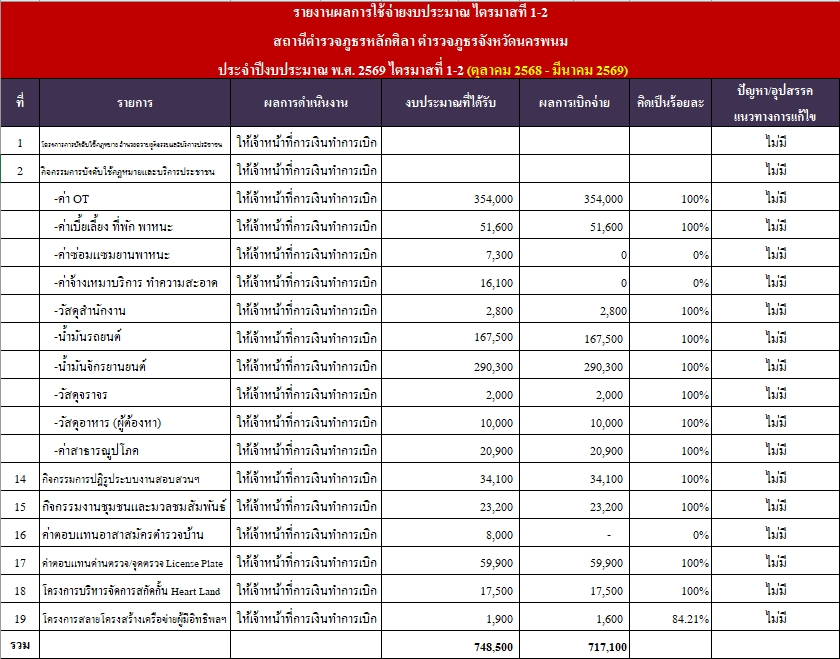 รายงานผลการใช้จ่ายงบประมาณ ไตรมาสที่ 1-2
สถานีตำรวจภูธรหลักศิลา ตำรวจภูธรจังหวัดนครพนม
ประจำปีงบประมาณ พ.ศ. 2569 ไตรมาสที่ 1-2 (ตุลาคม 2568 - มีนาคม 2569)
ที่ รายการ ผลการดำเนินงาน งบประมาณที่ได้รับ ผลการเบิกจ่าย คิดเป็นร้อยละ ปัญหา/อุปสรรค
แนวทางการแก้ไข
1 โครงการการบังคับใช้กฎหมาย อำนวยความยุติธรรมและบริการประชาชน ให้เจ้าหน้าที่การเงินทำการเบิก ไม่มี
2 กิจกรรมการบังคับใช้กฎหมายและบริการประชาชน ให้เจ้าหน้าที่การเงินทำการเบิก ไม่มี
-ค่า OT ให้เจ้าหน้าที่การเงินทำการเบิก 354,000 354,000 100% ไม่มี
-ค่าเบี้ยเลี้ยง ที่พัก พาหนะ ให้เจ้าหน้าที่การเงินทำการเบิก 51,600 51,600 100% ไม่มี
-ค่าซ่อมแซมยานพาหนะ ให้เจ้าหน้าที่การเงินทำการเบิก 7,300 0 0% ไม่มี
-ค่าจ้างเหมาบริการ ทำความสะอาด ให้เจ้าหน้าที่การเงินทำการเบิก 16,100 0 0% ไม่มี
-วัสดุสำนักงาน ให้เจ้าหน้าที่การเงินทำการเบิก 2,800 2,800 100% ไม่มี
-น้ำมันรถยนต์ ให้เจ้าหน้าที่การเงินทำการเบิก 167,500 167,500 100% ไม่มี
-น้ำมันจักรยานยนต์ ให้เจ้าหน้าที่การเงินทำการเบิก 290,300 290,300 100% ไม่มี
-วัสดุจราจร ให้เจ้าหน้าที่การเงินทำการเบิก 2,000 2,000 100% ไม่มี
-วัสดุอาหาร (ผู้ต้องหา) ให้เจ้าหน้าที่การเงินทำการเบิก 10,000 10,000 100% ไม่มี
-ค่าสาธารณูปโภค ให้เจ้าหน้าที่การเงินทำการเบิก 20,900 20,900 100% ไม่มี
14 กิจกรรมการปฎิรูประบบงานสอบสวนฯ ให้เจ้าหน้าที่การเงินทำการเบิก 34,100 34,100 100% ไม่มี
15 กิจกรรมงานชุมชนและมวลชมสัมพันธ์ ให้เจ้าหน้าที่การเงินทำการเบิก 23,200 23,200 100% ไม่มี
16 ค่าตอบแทนอาสาสมัครตำรวจบ้าน ให้เจ้าหน้าที่การเงินทำการเบิก 8,000 - 0% ไม่มี
17 ค่าตอบแทนด่านตรวจ/จุดตรวจ License Plate ให้เจ้าหน้าที่การเงินทำการเบิก 59,900 59,900 100% ไม่มี
18 โครงการบริหารจัดการสกัดกั้น Heart Land ให้เจ้าหน้าที่การเงินทำการเบิก 17,500 17,500 100% ไม่มี
19 โครงการสลายโครงสร้างเครือข่ายผู้มีอิทธิพลฯ ให้เจ้าหน้าที่การเงินทำการเบิก 1,900 1,600 84.21% ไม่มี
รวม 748,500 717,100